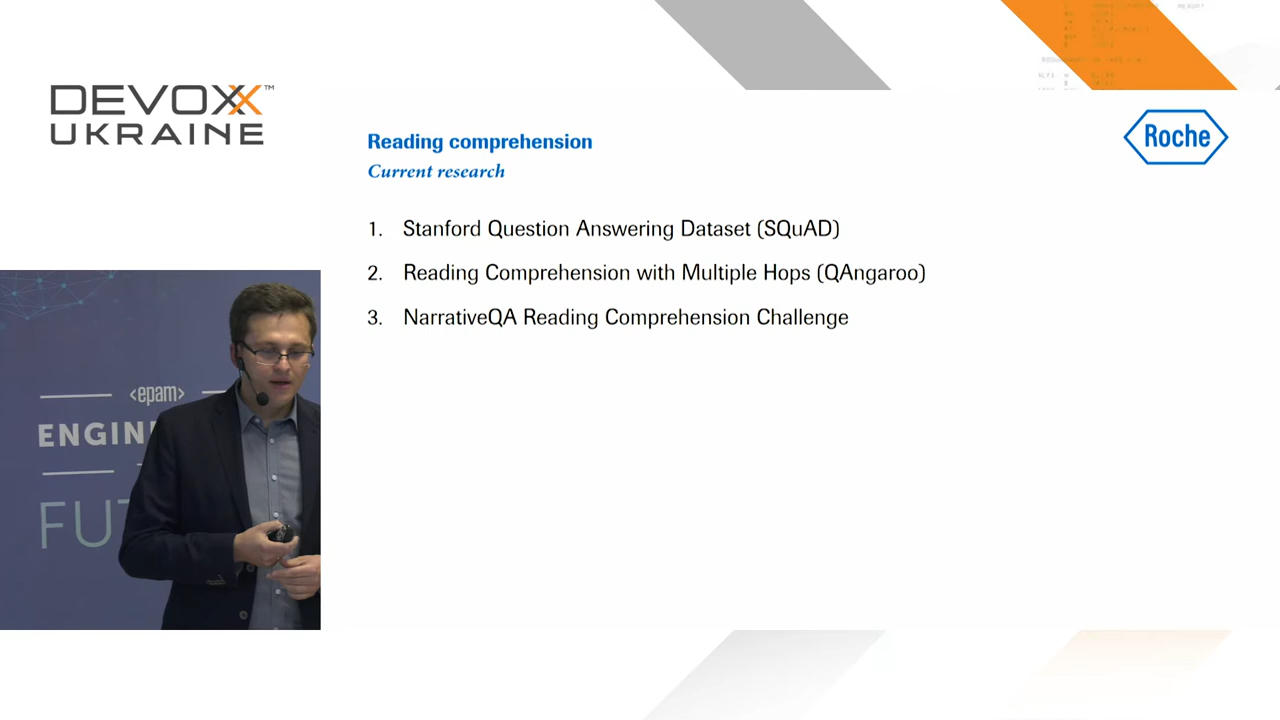 DEVOXX™
UKRAINE
Roche
Reading comprehension
Current research
1. Stanford Question Answering Dataset (SQuAD)
2. Reading Comprehension with Multiple Hops (QAngaroo)
3. NarrativeQA Reading Comprehension Challenge
<epam>
ENGIN
FUT